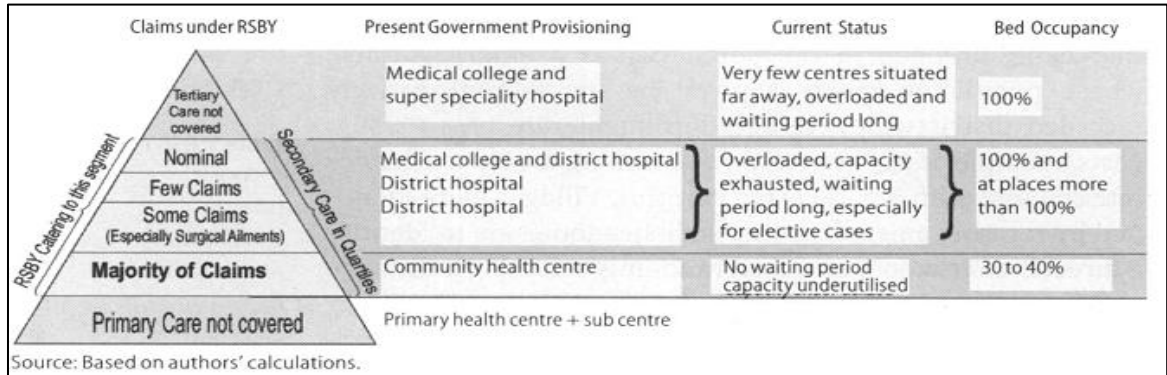 Claims under RSBY Present Government Provisioning Current Status Bed Occupancy
Tertiary
Care not
covered
Medical college and
super speciality hospital
Very few centres situated
far away, overloaded and
waiting period long
100%
RSBY Catering to this segment
Secondary Care in Quartiles
Nominal
Few Claims
Some Claims
(Especially Surgical Ailments)
Medical college and district hospital
District hospital
District hospital
Overloaded, capacity
exhausted, waiting
period long, especially
for elective cases
100% and
at places more
than 100%
Majority of Claims
Community health centre
No waiting period
capacity underutilised
30 to 40%
Primary Care not covered
Primary health centre + sub centre
Source: Based on authors' calculations.